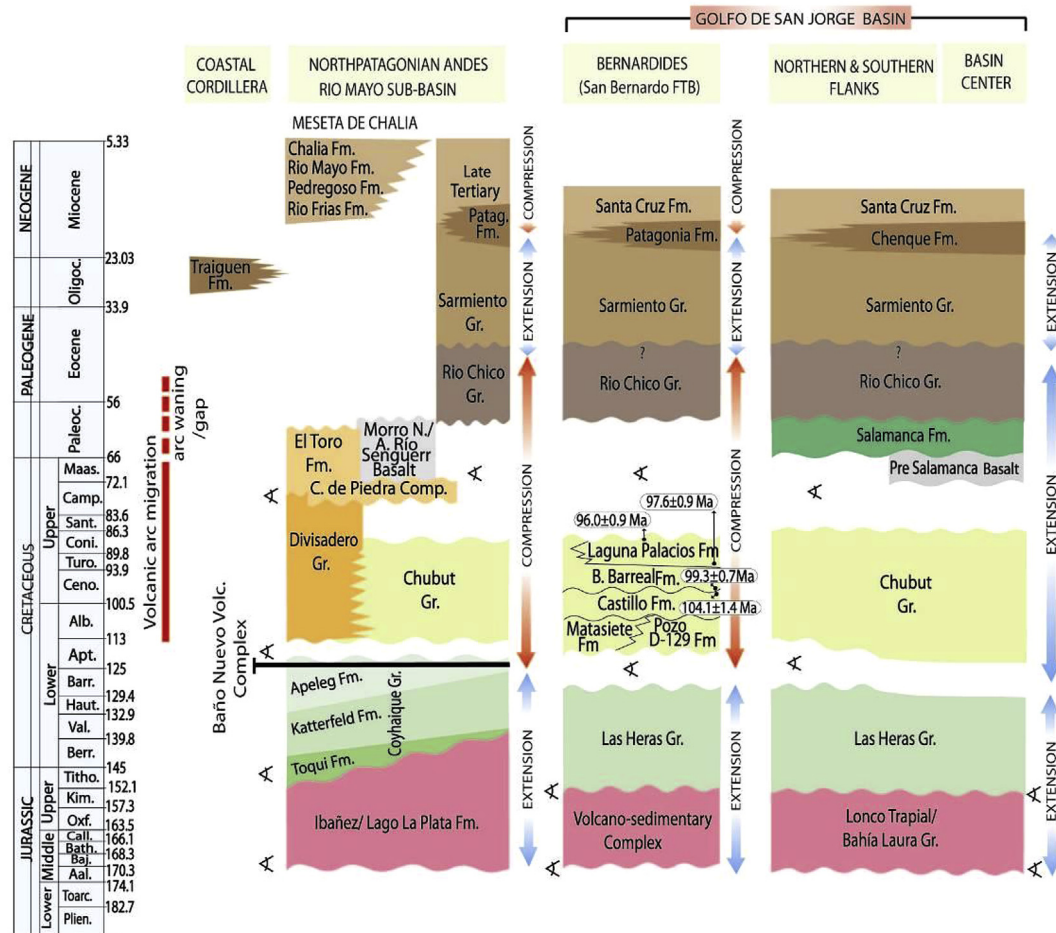 GOLFO DE SAN JORGE BASIN
COASTAL
CORDILLERA
NORTHPATAGONIAN ANDES
RIO MAYO SUB-BASIN
BERNARDIDES
(San Bernardo FTB)
NORTHERN & SOUTHERN
FLANKS
BASIN
CENTER
MESETA DE CHALIA
NEOGENE
PALEOGENE
CRETACEOUS
JURASSIC
Miocene
Oligoc.
Eocene
Paleoc.
Upper
Lower
Upper
Middle
Lower
Maas.
Camp.
Sant.
Coni.
Turo.
Ceno.
Alb.
Apt.
Barr.
Haut.
Val.
Berr.
Titho.
Kim.
Oxf.
Call.
Bath.
Baj.
Aal.
Toarc.
Plien.
5.33
23.03
33.9
56
66
72.1
83.6
86.3
89.8
93.9
100.5
113
125
129.4
132.9
139.8
145
152.1
157.3
163.5
166.1
168.3
170.3
174.1
182.7
Volcanic arc migration
arc waning
/gap
Baño Nuevo Volc.
Complex
Traiguen
Fm.
Chalia Fm.
Rio Mayo Fm.
Pedregoso Fm.
Rio Frias Fm.
Late
Tertiary
Patag.
Fm.
Sarmiento
Gr.
Rio Chico
Gr.
El Toro
Fm.
Morro N./
A. Río
Senguerr
Basalt
C. de Piedra Comp.
Divisadero
Gr.
Chubut
Gr.
Apeleg Fm.
Katterfeld Fm.
Coyhaique Gr.
Toqui Fm.
Ibañez/ Lago La Plata Fm.
COMPRESSION
EXTENSION
COMPRESSION
EXTENSION
Santa Cruz Fm.
Patagonia Fm.
Sarmiento Gr.
?
Rio Chico Gr.
97.6±0.9 Ma
96.0±0.9 Ma
Laguna Palacios Fm
B. Barreal Fm.
99.3±0.7Ma
Castillo Fm.
104.1±1.4 Ma
Matasiete
Fm
Pozo
D-129 Fm
Las Heras Gr.
Volcano-sedimentary
Complex
COMPRESSION
EXTENSION
COMPRESSION
EXTENSION
Santa Cruz Fm.
Chenque Fm.
Sarmiento Gr.
?
Rio Chico Gr.
Salamanca Fm.
Pre Salamanca Basalt
Chubut
Gr.
Las Heras Gr.
Lonco Trapial/
Bahía Laura Gr.
EXTENSION
EXTENSION
EXTENSION